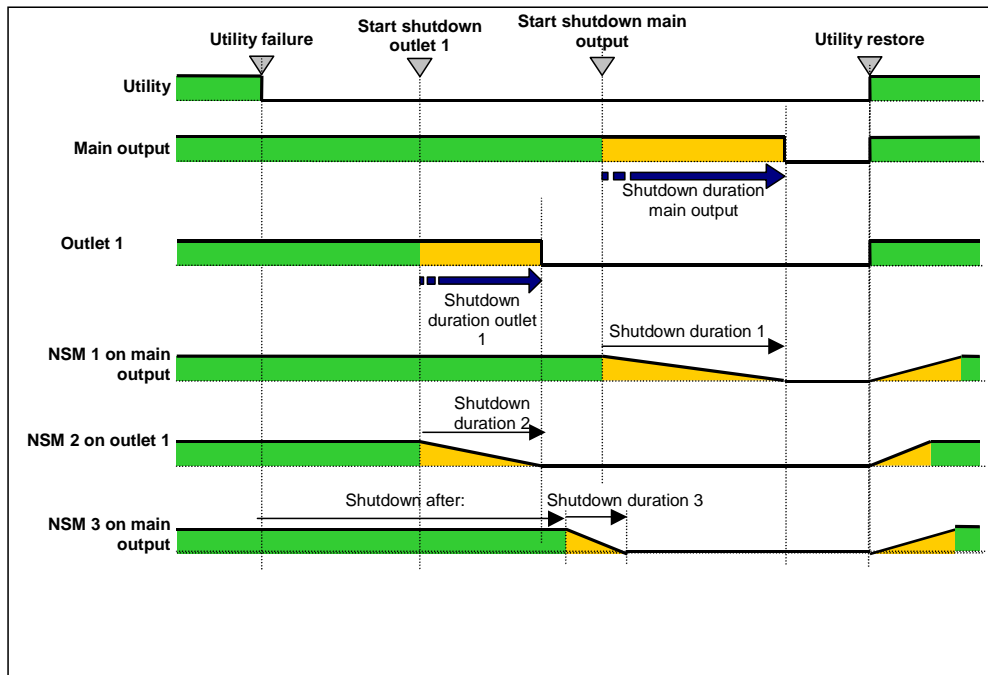 Utility failure
Start shutdown
outlet 1
Start shutdown main
output
Utility restore
Utility
Main output
Shutdown duration
main output
Outlet 1
Shutdown
duration outlet
1
Shutdown duration 1
NSM 1 on main
output
Shutdown
duration 2
NSM 2 on outlet 1
Shutdown after:
Shutdown duration 3
NSM 3 on main
output